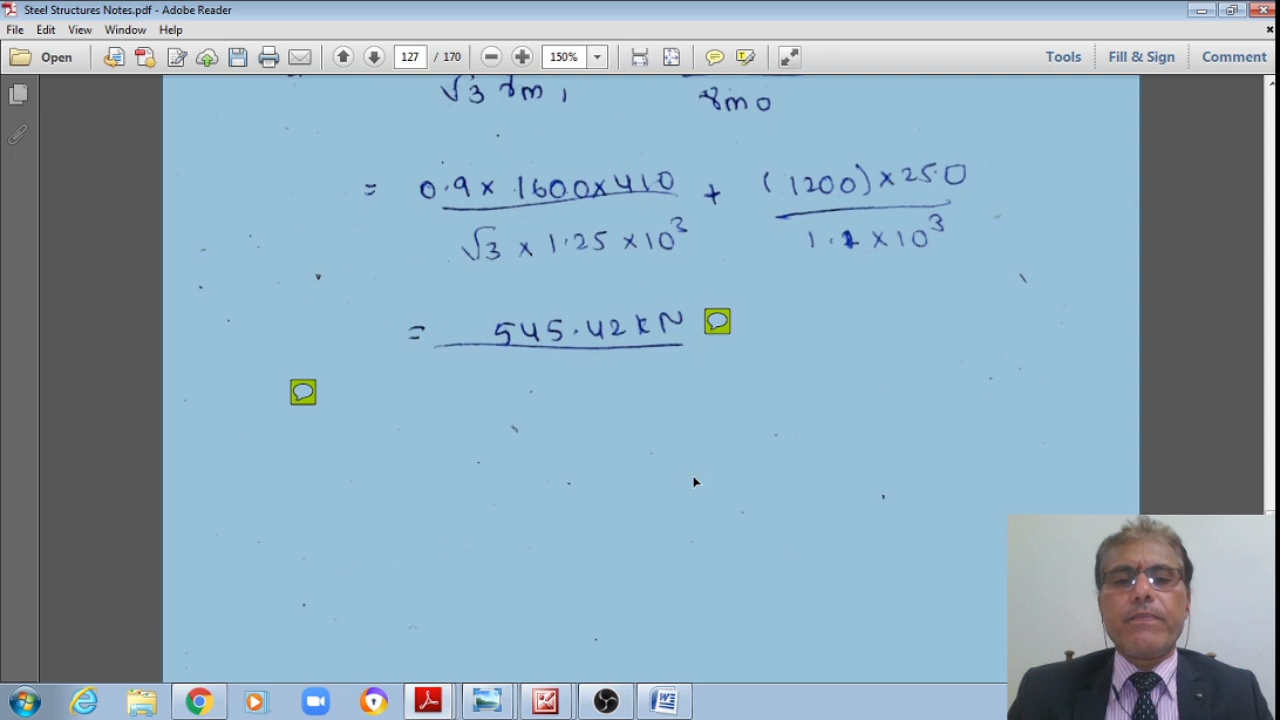 Steel Structures Notes.pdf - Adobe Reader
File Edit View Window Help
Open 127 / 170 150% Tools Fill & Sign Comment
√3 γm1 γm0
= 0.9 × 1600 × 410 + (1200) × 250
√3 × 1.25 × 10³ 1.1 × 10³
= 545.42 kN